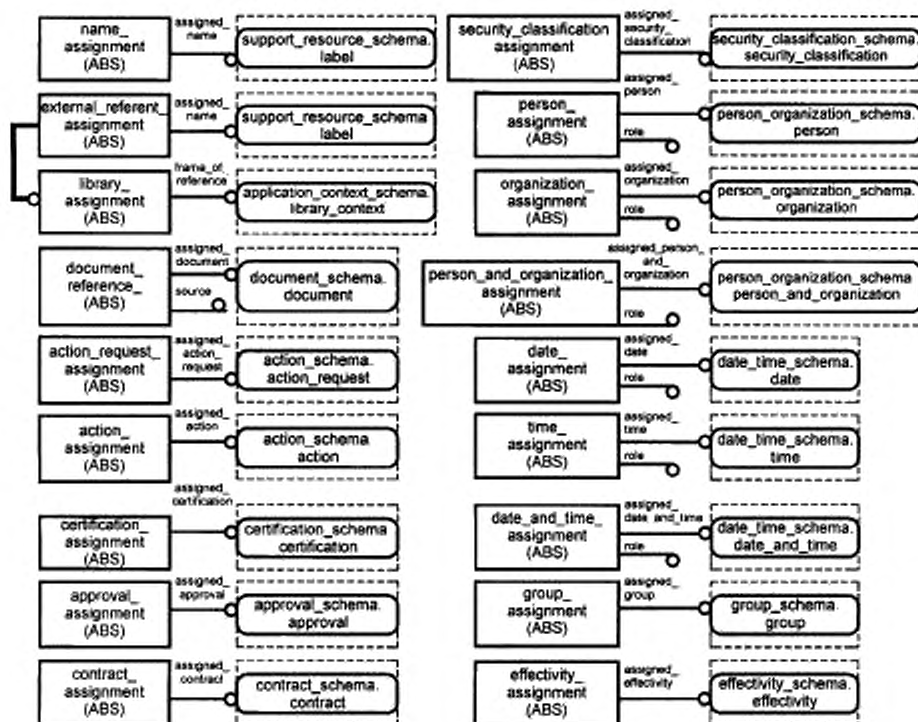 name_
assignment
(ABS)
assigned_
name
support_resource_schema.
label
external_referent_
assignment
(ABS)
assigned_
name
support_resource_schema
label
library_
assignment
(ABS)
frame_of_
reference
application_context_schema
library_context
document_
reference_
(ABS)
assigned_
document
source
document_schema.
document
action_request_
assignment
(ABS)
assigned_
action_
request
action_schema.
action_request
action_
assignment
(ABS)
assigned_
action
action_schema
action
certification_
assignment
(ABS)
assigned_
certification
certification_schema
certification
approval_
assignment
(ABS)
assigned_
approval
approval_schema.
approval
contract_
assignment
(ABS)
assigned_
contract
contract_schema.
contract
security_classification
assignment
(ABS)
assigned_
security_
classification
security_classification_schema.
security_classification
person_
assignment
(ABS)
assigned_
person
role
person_organization_schema.
person
organization_
assignment
(ABS)
assigned_
organization
role
person_organization_schema.
organization
person_and_organization_
assignment
(ABS)
assigned_person_
and_
organization
role
person_organization_schema
person_and_organization
date_
assignment
(ABS)
assigned_
date
role
date_time_schema.
date
time_
assignment
(ABS)
assigned_
time
role
date_time_schema.
time
date_and_time_
assignment
(ABS)
assigned_
date_and_time_
role
date_time_schema.
date_and_time
group_
assignment
(ABS)
assigned_
group
group_schema.
group
effectivity_
assignment
(ABS)
assigned_
effectivity
effectivity_schema.
effectivity